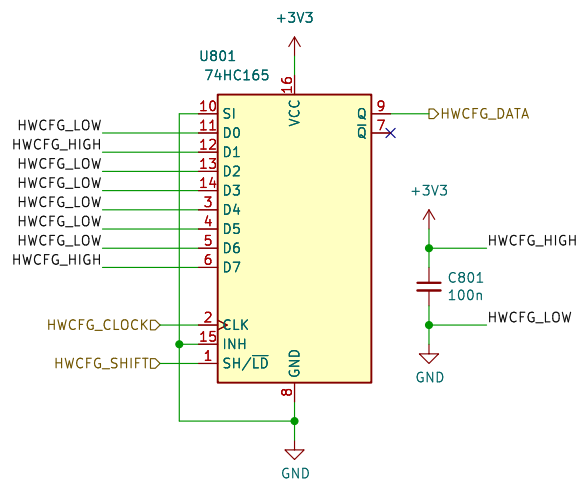 +3V3
U801
74HC165
16
VCC
10 SI
9 Q
HWCFG_DATA
HWCFG_LOW 11 D0
7 Q
HWCFG_HIGH 12 D1
HWCFG_LOW 13 D2
HWCFG_LOW 14 D3
HWCFG_LOW 3 D4
HWCFG_LOW 4 D5
HWCFG_LOW 5 D6
HWCFG_HIGH 6 D7
+3V3
HWCFG_HIGH
C801
100n
HWCFG_LOW
GND
HWCFG_CLOCK 2 CLK
15 INH
HWCFG_SHIFT 1 SH/LD
GND
8
GND